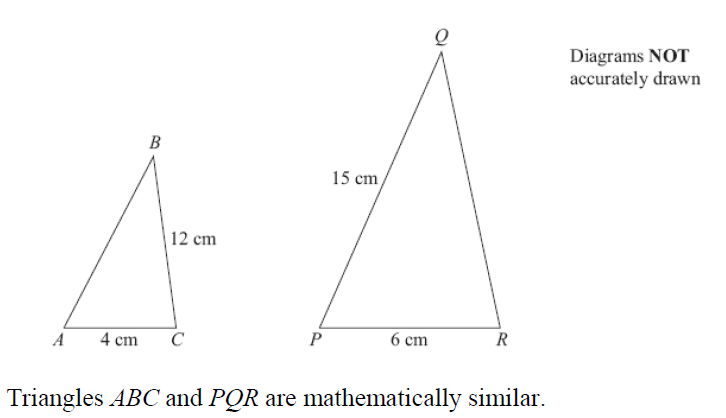 Q
Diagrams NOT
accurately drawn
B
15 cm
12 cm
A 4 cm C P 6 cm R
Triangles ABC and PQR are mathematically similar.